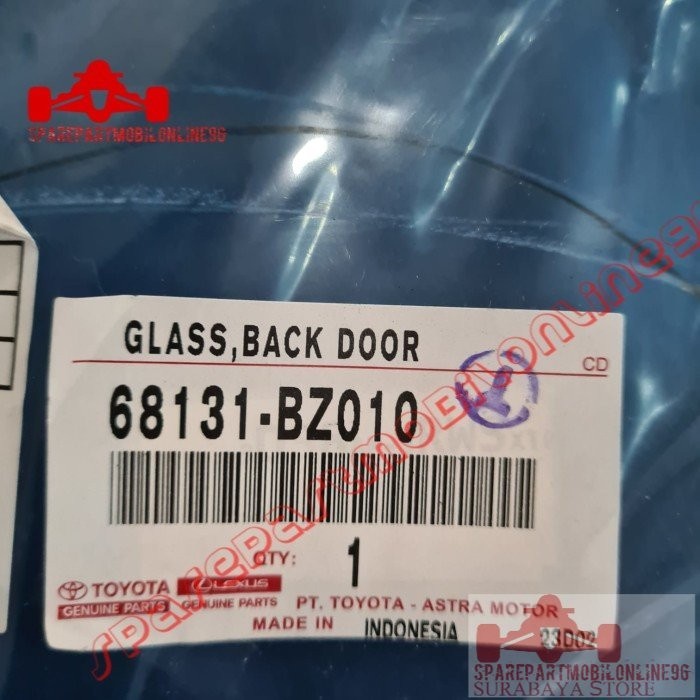 SPAREPARTMOBILONLINE96
GLASS,BACK DOOR
CD
68131-BZ010
SPAREPARTMOBILONLINE96
QTY: 1
TOYOTA LEXUS
GENUINE PARTS GENUINE PARTS PT. TOYOTA - ASTRA MOTOR
MADE IN INDONESIA 23D02
SPAREPARTMOBILONLINE96
SURABAYA STORE